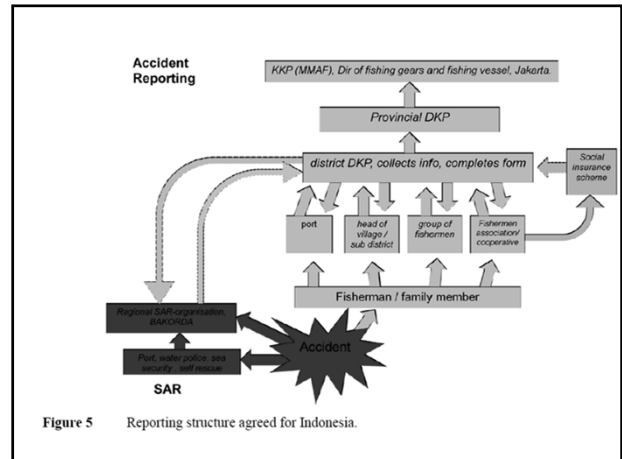 Accident
Reporting
KKP (MMAF), Dir of fishing gears and fishing vessel, Jakarta.
Provincial DKP
district DKP, collects info, completes form
Social
insurance
scheme
port
head of
village /
sub district
group of
fishermen
Fishermen
association/
cooperative
Fisherman / family member
Regional SAR-organisation,
BAKORDA
Accident
Port, water police, sea
security, self rescue
SAR
Figure 5 Reporting structure agreed for Indonesia.